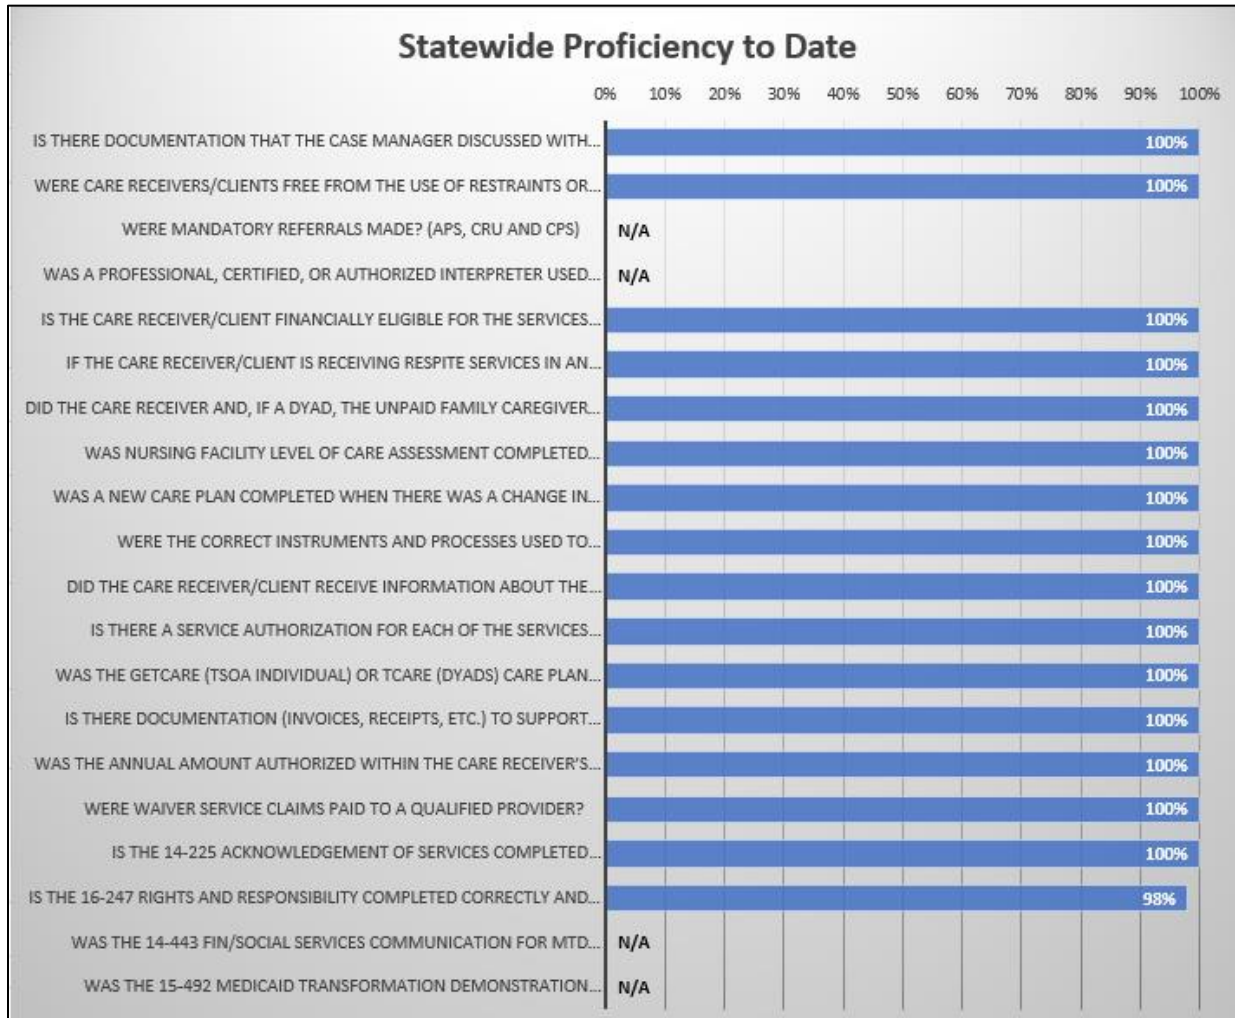 Statewide Proficiency to Date
0% 10% 20% 30% 40% 50% 60% 70% 80% 90% 100%
IS THERE DOCUMENTATION THAT THE CASE MANAGER DISCUSSED WITH... 100%
WERE CARE RECEIVERS/CLIENTS FREE FROM THE USE OF RESTRAINTS OR... 100%
WERE MANDATORY REFERRALS MADE? (APS, CRU AND CPS) N/A
WAS A PROFESSIONAL, CERTIFIED, OR AUTHORIZED INTERPRETER USED... N/A
IS THE CARE RECEIVER/CLIENT FINANCIALLY ELIGIBLE FOR THE SERVICES... 100%
IF THE CARE RECEIVER/CLIENT IS RECEIVING RESPITE SERVICES IN AN... 100%
DID THE CARE RECEIVER AND, IF A DYAD, THE UNPAID FAMILY CAREGIVER... 100%
WAS NURSING FACILITY LEVEL OF CARE ASSESSMENT COMPLETED... 100%
WAS A NEW CARE PLAN COMPLETED WHEN THERE WAS A CHANGE IN... 100%
WERE THE CORRECT INSTRUMENTS AND PROCESSES USED TO... 100%
DID THE CARE RECEIVER/CLIENT RECEIVE INFORMATION ABOUT THE... 100%
IS THERE A SERVICE AUTHORIZATION FOR EACH OF THE SERVICES... 100%
WAS THE GETCARE (TSOA INDIVIDUAL) OR TCARE (DYADS) CARE PLAN... 100%
IS THERE DOCUMENTATION (INVOICES, RECEIPTS, ETC.) TO SUPPORT... 100%
WAS THE ANNUAL AMOUNT AUTHORIZED WITHIN THE CARE RECEIVER'S... 100%
WERE WAIVER SERVICE CLAIMS PAID TO A QUALIFIED PROVIDER? 100%
IS THE 14-225 ACKNOWLEDGEMENT OF SERVICES COMPLETED... 100%
IS THE 16-247 RIGHTS AND RESPONSIBILITY COMPLETED CORRECTLY AND... 98%
WAS THE 14-443 FIN/SOCIAL SERVICES COMMUNICATION FOR MTD... N/A
WAS THE 15-492 MEDICAID TRANSFORMATION DEMONSTRATION... N/A